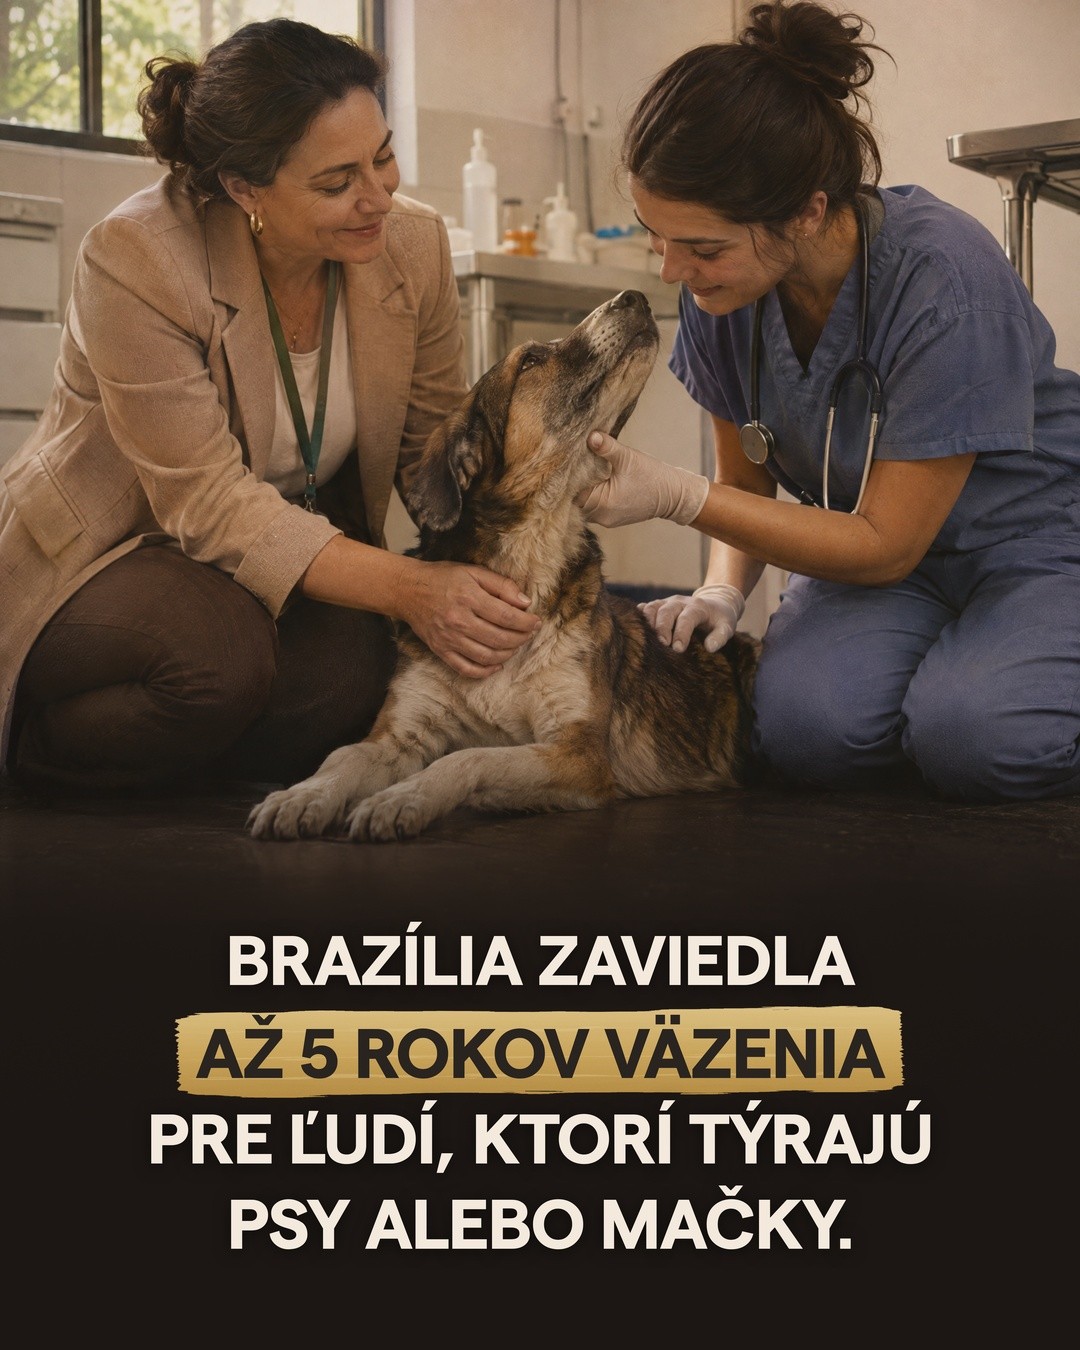 BRAZÍLIA ZAVIEDLA
AŽ 5 ROKOV VÄZENIA
PRE ĽUDÍ, KTORÍ TÝRAJÚ
PSY ALEBO MAČKY.